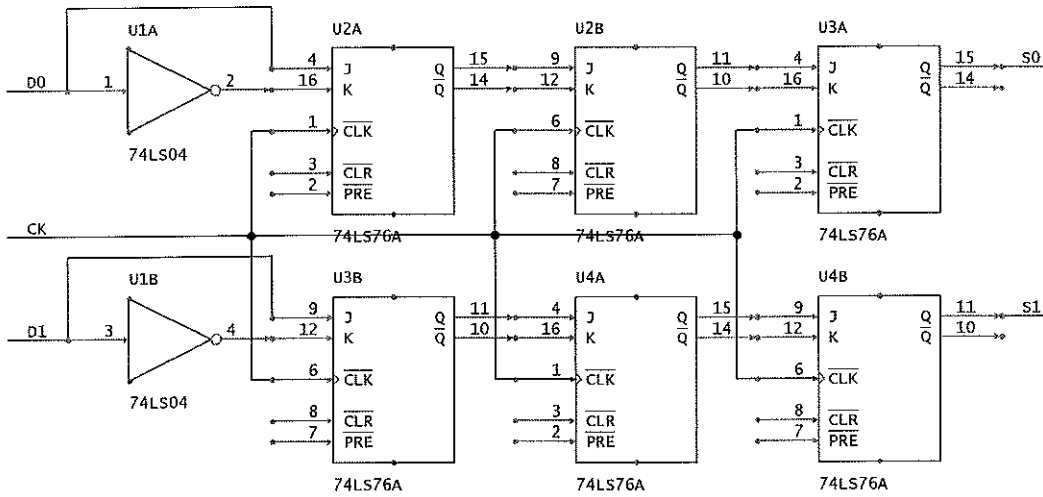 U1A U2A U2B U3A
D0 1 2 4 J Q 15 9 J Q 11 4 J Q 15 S0
16 K Q 14 12 K Q 10 16 K Q 14
1 CLK 6 CLK 1 CLK
74LS04
3 CLR 8 CLR 3 CLR
2 PRE 7 PRE 2 PRE
CK
74LS76A 74LS76A 74LS76A
U1B U3B U4A U4B
D1 3 4 9 J Q 11 4 J Q 15 9 J Q 11 S1
12 K Q 10 16 K Q 14 12 K Q 10
6 CLK 1 CLK 6 CLK
74LS04
8 CLR 3 CLR 8 CLR
7 PRE 2 PRE 7 PRE
74LS76A 74LS76A 74LS76A